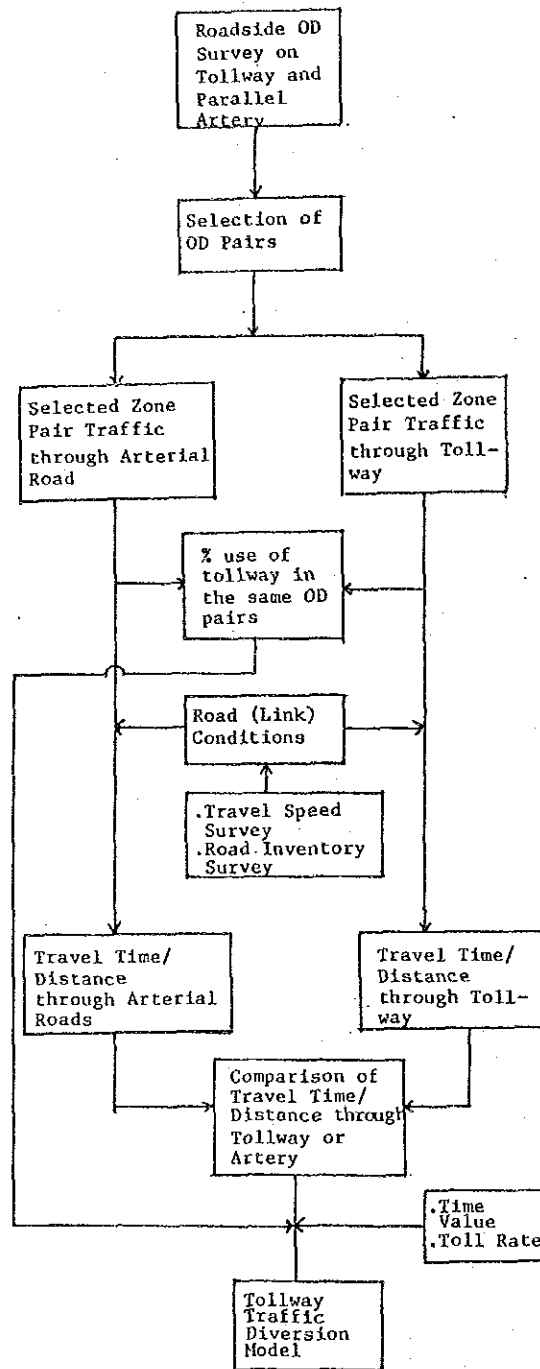 Roadside OD
Survey on
Tollway and
Parallel
Artery
Selection of
OD Pairs
Selected Zone
Pair Traffic
through Arterial
Road
Selected Zone
Pair Traffic
through Toll-
way
% use of
tollway in
the same OD
pairs
Road (Link)
Conditions
.Travel Speed
Survey
.Road Inventory
Survey
Travel Time/
Distance
through Arterial
Roads
Travel Time/
Distance
through Toll-
way
Comparison of
Travel Time/
Distance through
Tollway or
Artery
.Time
Value
.Toll Rate
Tollway
Traffic
Diversion
Model